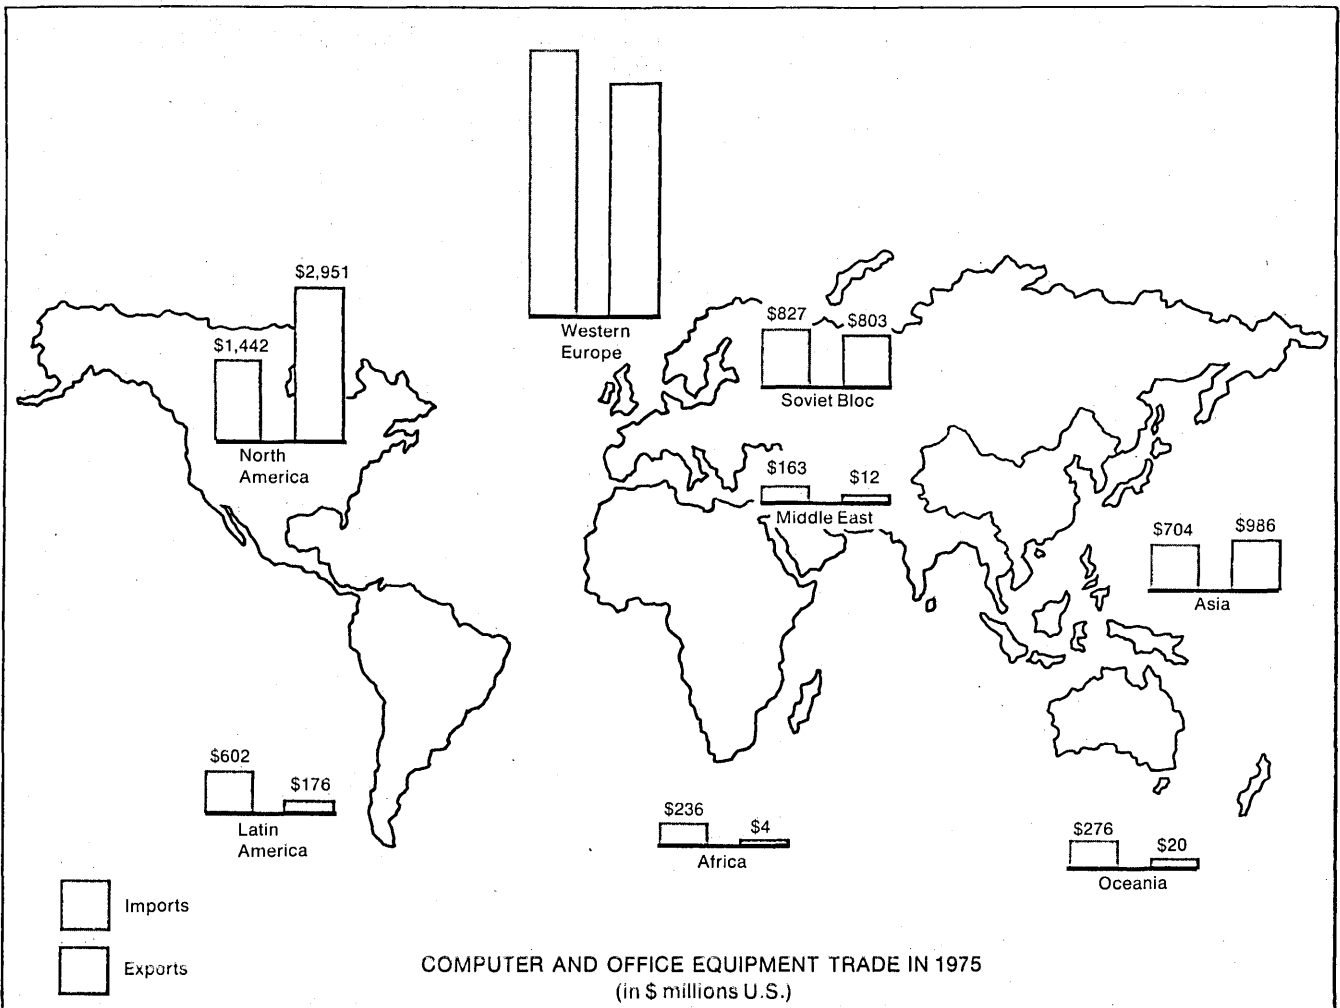 $2,951
$1,442
North
America
Western
Europe
$827
$803
Soviet Bloc
$163
$12
Middle East
$704
$986
Asia
$602
$176
Latin
America
$236
$4
Africa
$276
$20
Oceania
Imports
Exports
COMPUTER AND OFFICE EQUIPMENT TRADE IN 1975
(in $ millions U.S.)